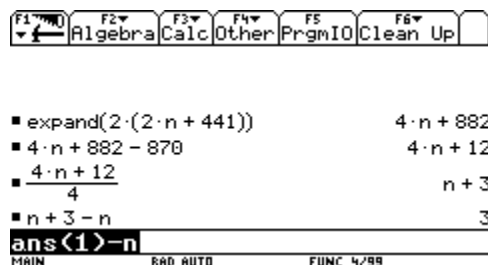 F1 F2 F3 F4 F5 F6
Algebra Calc Other PrgmIO Clean Up
expand(2·(2·n + 441)) 4·n + 882
4·n + 882 - 870 4·n + 12
4·n + 12
4
n + 3
n + 3 - n 3
ans(1)-n
MAIN RAD AUTO FUNC 4/99